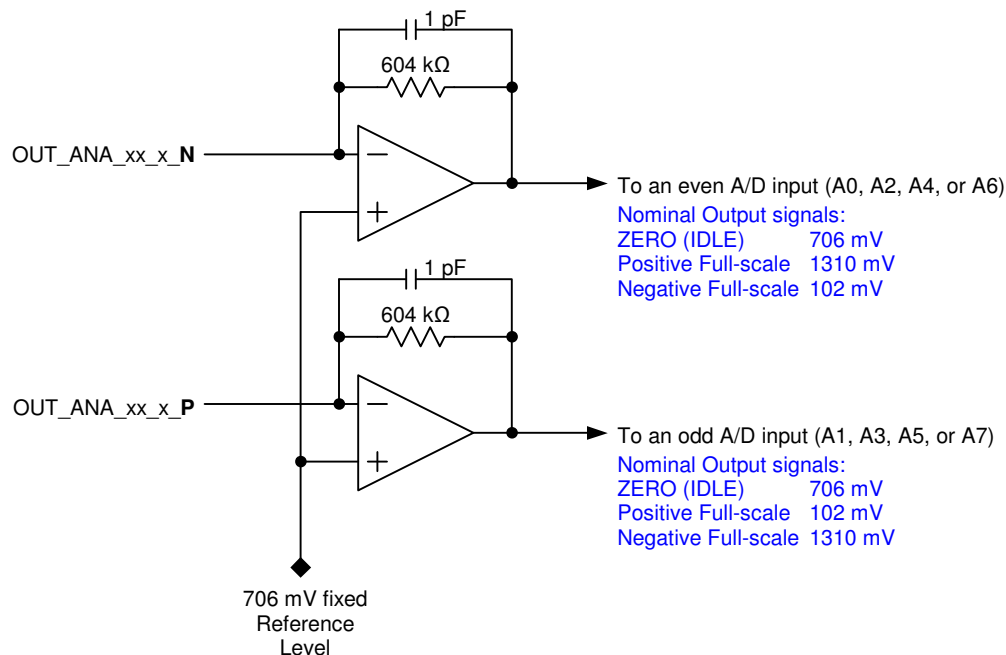 1 pF
604 kΩ
OUT_ANA_xx_x_N
−
+
To an even A/D input (A0, A2, A4, or A6)
Nominal Output signals:
ZERO (IDLE) 706 mV
Positive Full-scale 1310 mV
Negative Full-scale 102 mV
1 pF
604 kΩ
OUT_ANA_xx_x_P
−
+
To an odd A/D input (A1, A3, A5, or A7)
Nominal Output signals:
ZERO (IDLE) 706 mV
Positive Full-scale 102 mV
Negative Full-scale 1310 mV
706 mV fixed
Reference
Level